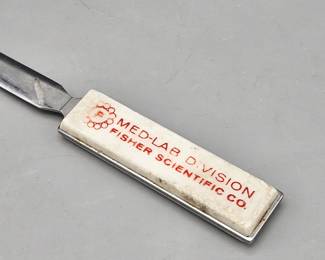 F
MED-LAB DIVISION
FISHER SCIENTIFIC CO.